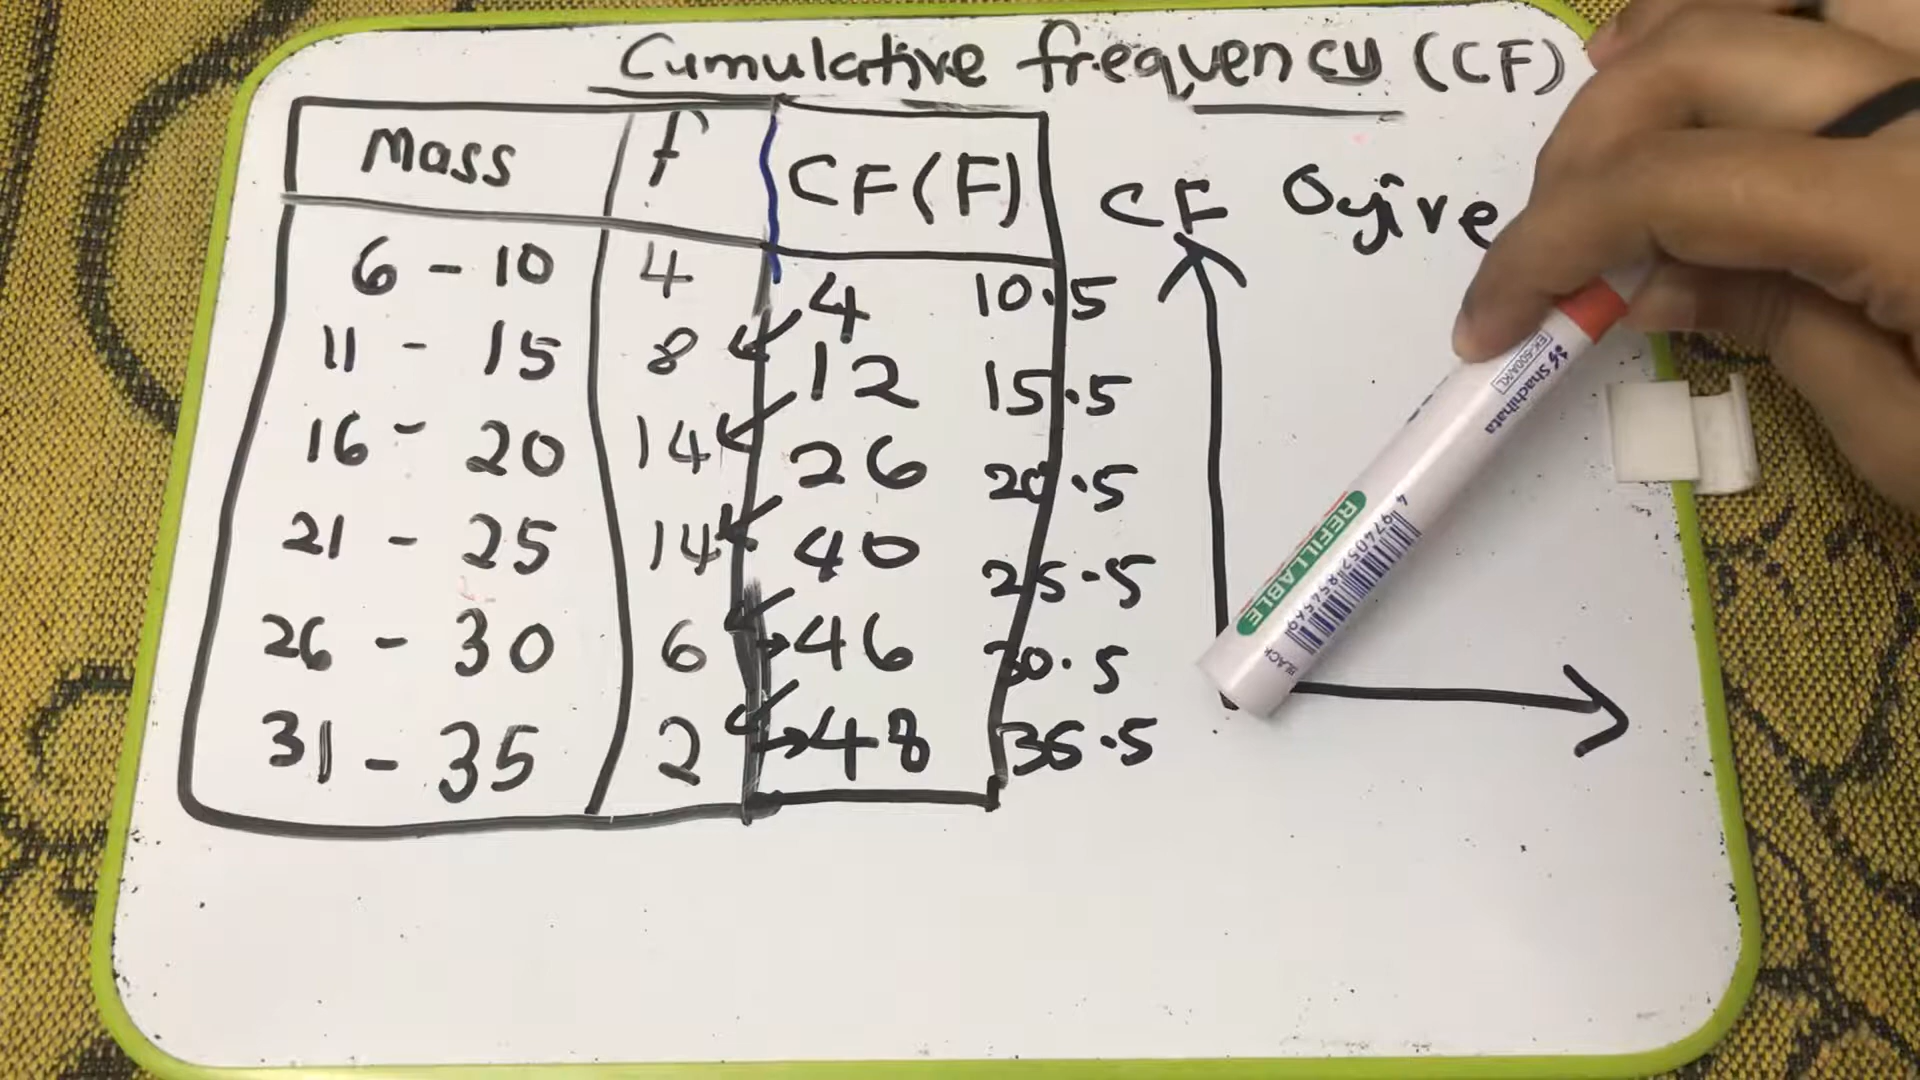 Cumulative frequency (CF)
Mass f CF(F)
CF Ogive
6 - 10 4 4 10.5
11 - 15 8 12 15.5
16 - 20 14 26 20.5
21 - 25 14 40 25.5
26 - 30 6 46 30.5
31 - 35 2 48 35.5
Shachihata
REFILLABLE
BLACK